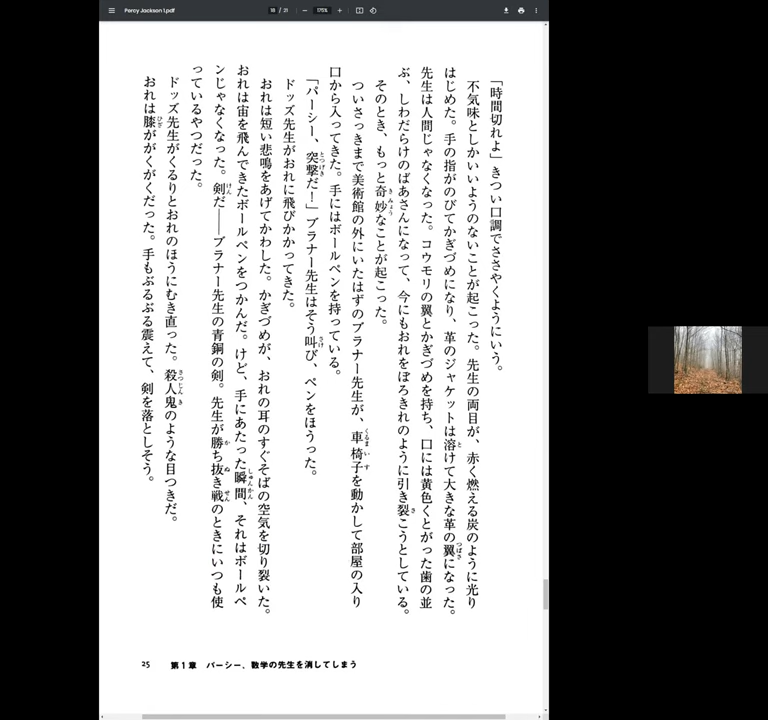 Percy Jackson 1.pdf
18 / 21
170%
「時間切れよ」きつい口調でささやくようにいう。
不気味としかいいようのないことが起こった。先生の両目が、赤く燃える炭のように光り
はじめた。手の指がのびてかぎづめになり、革のジャケットは溶けて大きな革の翼になった。
先生は人間じゃなくなった。コウモリの翼とかぎづめを持ち、口には黄色くとがった歯の並
ぶ、しわだらけのばあさんになって、今にもおれをぼろきれのように引き裂こうとしている。
そのとき、もっと奇妙なことが起こった。
ついさっきまで美術館の外にいたはずのブラナー先生が、車椅子を動かして部屋の入り
口から入ってきた。手にはボールペンを持っている。
「パーシー、突撃だ！」ブラナー先生はそう叫び、ペンをほうった。
ドッズ先生がおれに飛びかかってきた。
おれは短い悲鳴をあげてかわした。かぎづめが、おれの耳のすぐそばの空気を切り裂いた。
おれは宙を飛んできたボールペンをつかんだ。けど、手にあたった瞬間、それはボールペ
ンじゃなくなった。剣だ――ブラナー先生の青銅の剣。先生が勝ち抜き戦のときにいつも使
っているやつだった。
ドッズ先生がくるりとおれのほうにむき直った。殺人鬼のような目つきだ。
おれは膝ががくがくだった。手もぶるぶる震えて、剣を落としそう。
25 第1章 パーシー、数学の先生を消してしまう